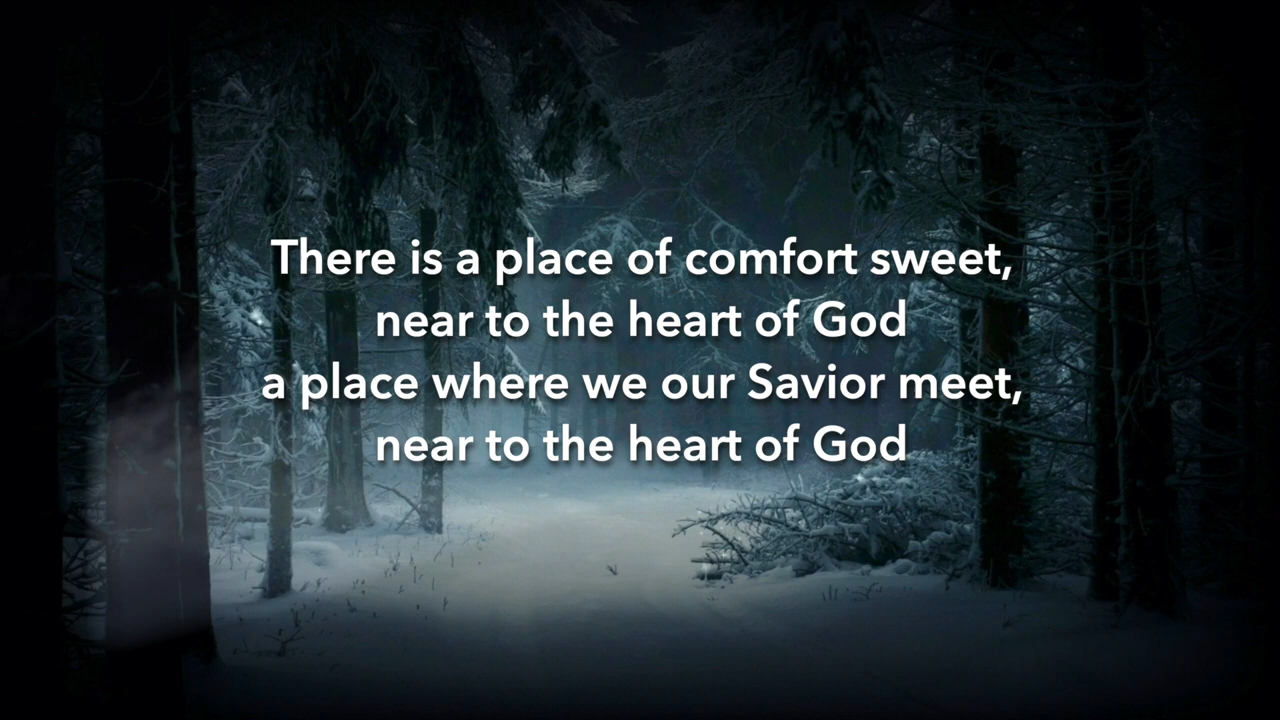 There is a place of comfort sweet,
near to the heart of God
a place where we our Savior meet,
near to the heart of God